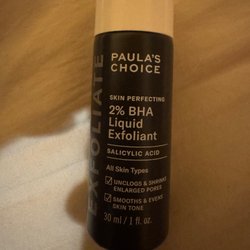 PAULA'S
CHOICE
SKIN PERFECTING
2% BHA
Liquid
Exfoliant
SALICYLIC ACID
All Skin Types
UNCLOGS & SHRINKS
ENLARGED PORES
SMOOTHS & EVENS
SKIN TONE
30 ml / 1 fl. oz.
EXFOLIATE